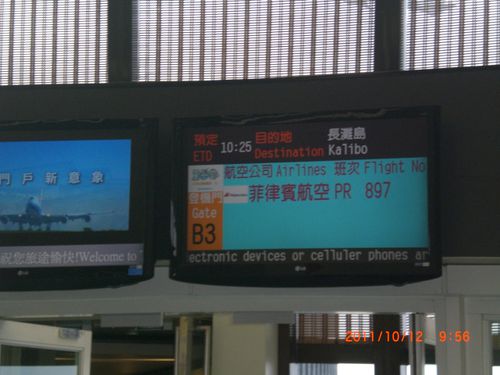 門戶新意象
祝您旅途愉快!Welcome to
LG
預定 10:25 目的地 長灘島
ETD Destination Kalibo
航空公司 Airlines 班次 Flight No
登機門 菲律賓航空 PR 897
Gate
B3
ectronic devices or celluler phones ar
LG
2011/10/12 9:56